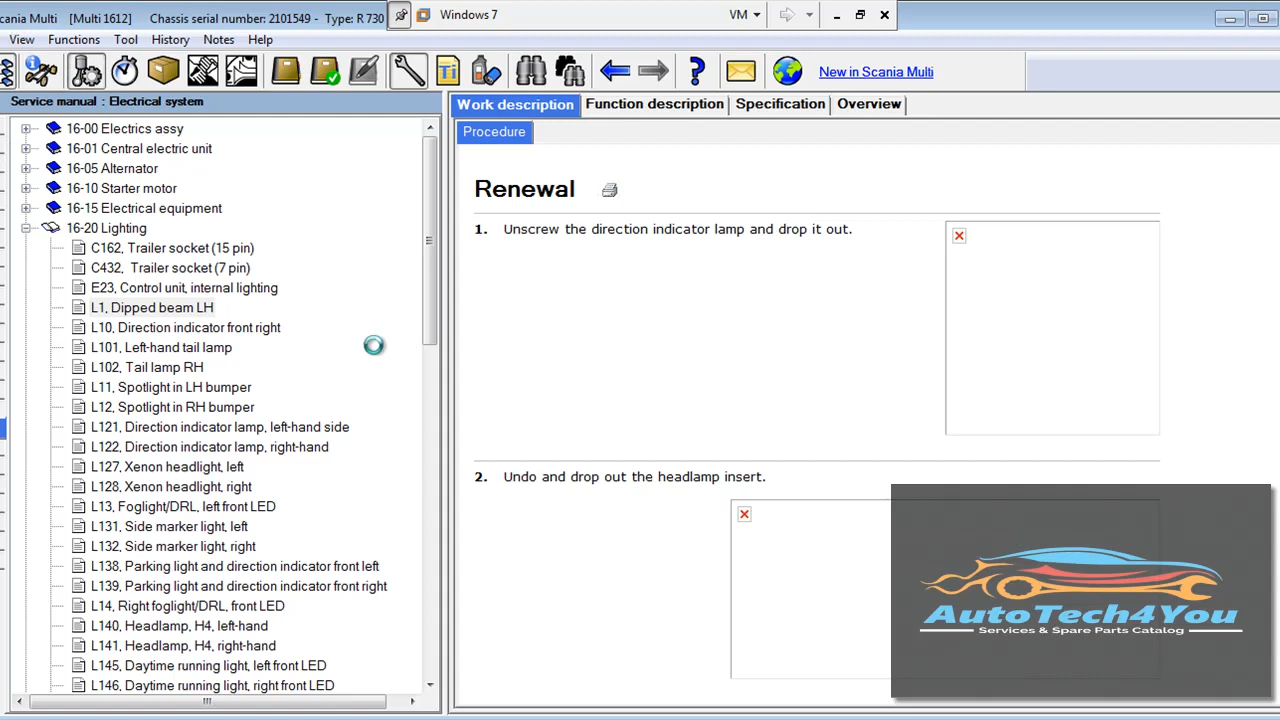 cania Multi [Multi 1612] Chassis serial number: 2101549 - Type: R 730
Windows 7
VM
View Functions Tool History Notes Help
Ti
?
New in Scania Multi
Service manual : Electrical system
16-00 Electrics assy
16-01 Central electric unit
16-05 Alternator
16-10 Starter motor
16-15 Electrical equipment
16-20 Lighting
C162, Trailer socket (15 pin)
C432, Trailer socket (7 pin)
E23, Control unit, internal lighting
L1, Dipped beam LH
L10, Direction indicator front right
L101, Left-hand tail lamp
L102, Tail lamp RH
L11, Spotlight in LH bumper
L12, Spotlight in RH bumper
L121, Direction indicator lamp, left-hand side
L122, Direction indicator lamp, right-hand
L127, Xenon headlight, left
L128, Xenon headlight, right
L13, Foglight/DRL, left front LED
L131, Side marker light, left
L132, Side marker light, right
L138, Parking light and direction indicator front left
L139, Parking light and direction indicator front right
L14, Right foglight/DRL, front LED
L140, Headlamp, H4, left-hand
L141, Headlamp, H4, right-hand
L145, Daytime running light, left front LED
L146, Daytime running light, right front LED
Work description Function description Specification Overview
Procedure
Renewal
1. Unscrew the direction indicator lamp and drop it out.
2. Undo and drop out the headlamp insert.
AutoTech4You
Services & Spare Parts Catalog